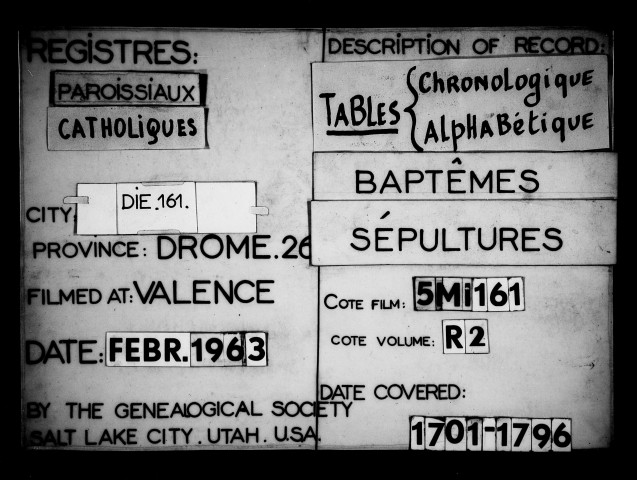 REGISTRES:
PAROISSIAUX
CATHOLIQUES
CITY
DIE.161.
PROVINCE: DROME.26
FILMED AT: VALENCE
DATE: FEBR.1963
BY THE GENEALOGICAL SOCIETY
SALT LAKE CITY. UTAH. U.S.A.
DESCRIPTION OF RECORD:
TABLES { CHRONOLOGIQUE
ALPHABÉTIQUE
BAPTÊMES
SÉPULTURES
COTE FILM: 5Mi161
COTE VOLUME: R2
DATE COVERED:
1701-1796